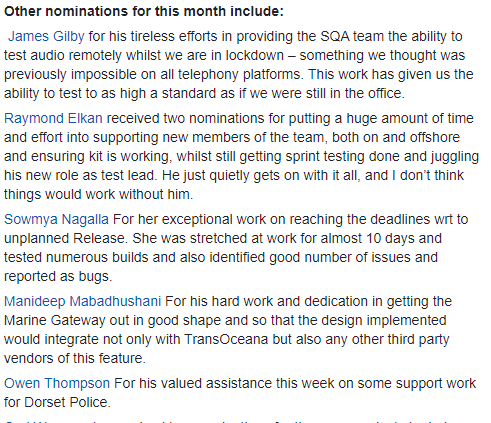 Other nominations for this month include:
James Gilby for his tireless efforts in providing the SQA team the ability to
test audio remotely whilst we are in lockdown – something we thought was
previously impossible on all telephony platforms. This work has given us the
ability to test to as high a standard as if we were still in the office.
Raymond Elkan received two nominations for putting a huge amount of time
and effort into supporting new members of the team, both on and offshore
and ensuring kit is working, whilst still getting sprint testing done and juggling
his new role as test lead. He just quietly gets on with it all, and I don’t think
things would work without him.
Sowmya Nagalla For her exceptional work on reaching the deadlines wrt to
unplanned Release. She was stretched at work for almost 10 days and
tested numerous builds and also identified good number of issues and
reported as bugs.
Manideep Mabadhushani For his hard work and dedication in getting the
Marine Gateway out in good shape and so that the design implemented
would integrate not only with TransOceana but also any other third party
vendors of this feature.
Owen Thompson For his valued assistance this week on some support work
for Dorset Police.